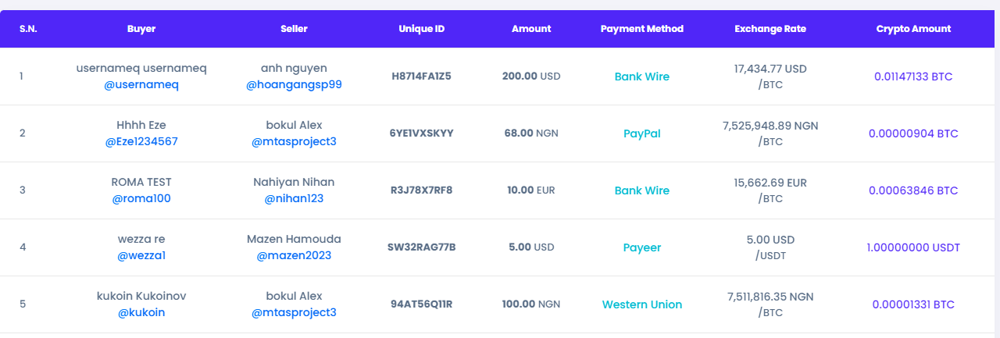 S.N. Buyer Seller Unique ID Amount Payment Method Exchange Rate Crypto Amount
1 usernameq usernameq anh nguyen H8714FA1Z5 200.00 USD Bank Wire 17,434.77 USD 0.01147133 BTC
@usernameq @hoangangsp99 /BTC
2 Hhhh Eze bokul Alex 6YE1VXSKYY 68.00 NGN PayPal 7,525,948.89 NGN 0.00000904 BTC
@Eze1234567 @mtasproject3 /BTC
3 ROMA TEST Nahiyan Nihan R3J78X7RF8 10.00 EUR Bank Wire 15,662.69 EUR 0.00063846 BTC
@roma100 @nihan123 /BTC
4 wezza re Mazen Hamouda SW32RAG77B 5.00 USD Payeer 5.00 USD 1.00000000 USDT
@wezza1 @mazen2023 /USDT
5 kukoin Kukoinov bokul Alex 94AT56Q11R 100.00 NGN Western Union 7,511,816.35 NGN 0.00001331 BTC
@kukoin @mtasproject3 /BTC